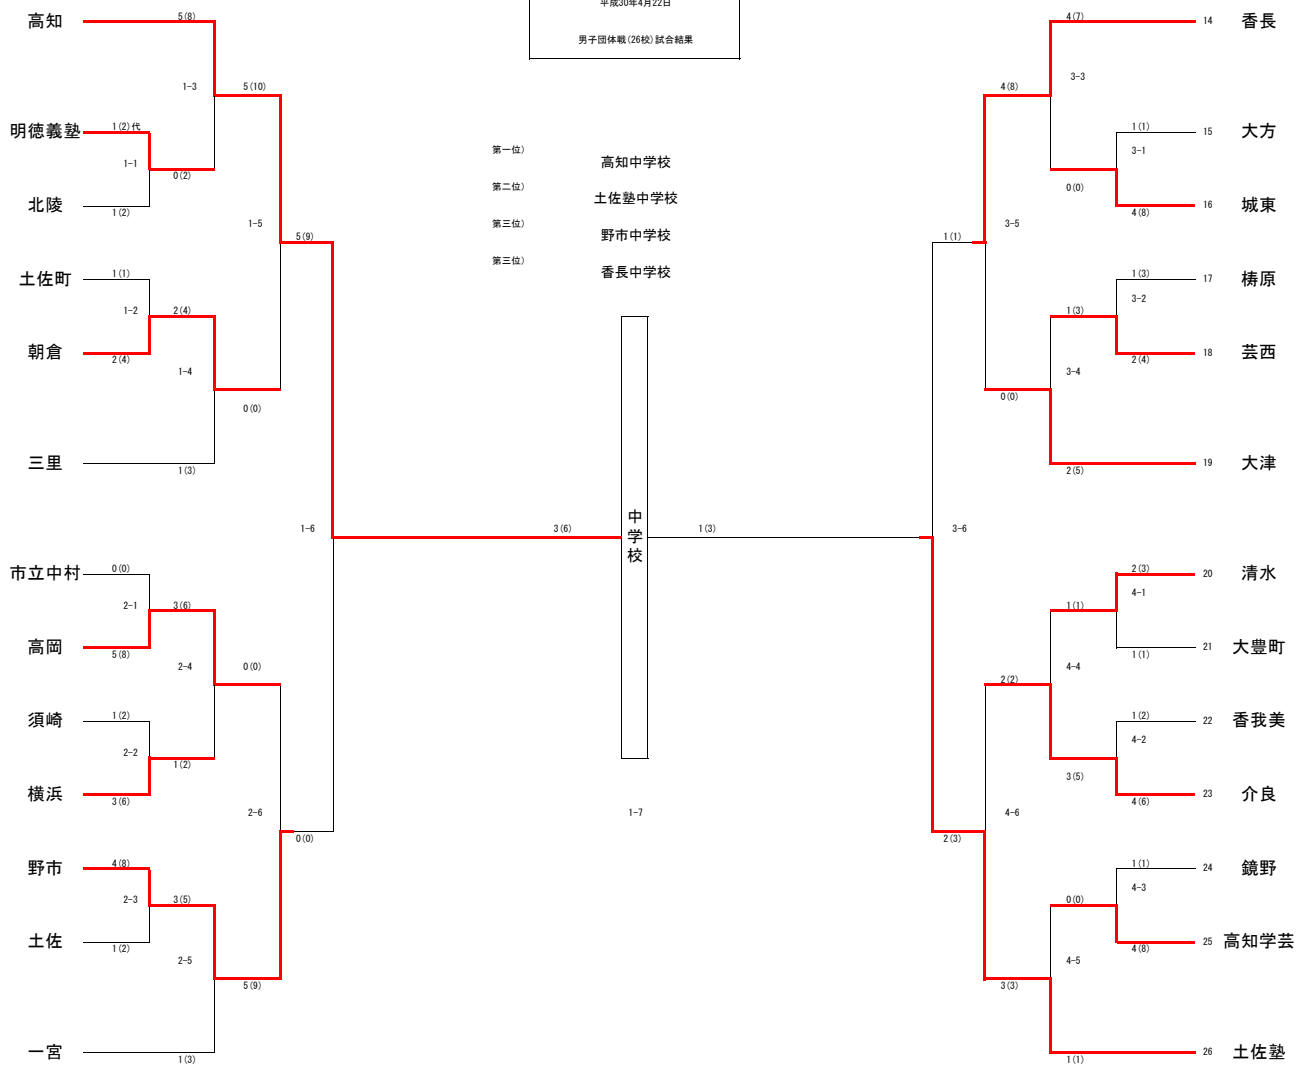 平成30年4月22日
男子団体戦(26校)試合結果
第一位)
高知中学校
第二位)
土佐塾中学校
第三位)
野市中学校
第三位)
香長中学校
高知
5(8)
1-3
5(10)
明徳義塾
1(2)代
1-1
0(2)
北陵
1(2)
1-5
5(9)
土佐町
1(1)
1-2
2(4)
朝倉
2(4)
1-4
0(0)
三里
1(3)
1-6
3(6)
市立中村
0(0)
2-1
3(6)
高岡
5(8)
2-4
0(0)
須崎
1(2)
2-2
1(2)
横浜
3(6)
2-6
0(0)
野市
4(8)
2-3
3(5)
土佐
1(2)
2-5
5(9)
一宮
1(3)
中学校
1-7
4(7)
14 香長
3-3
4(8)
1(1)
15 大方
3-1
0(0)
4(8)
16 城東
3-5
1(1)
1(3)
17 梼原
3-2
1(3)
2(4)
18 芸西
3-4
0(0)
2(5)
19 大津
1(3)
3-6
2(3)
20 清水
4-1
1(1)
1(1)
21 大豊町
4-4
2(2)
1(2)
22 香我美
4-2
3(5)
4(6)
23 介良
4-6
2(3)
1(1)
24 鏡野
4-3
0(0)
4(8)
25 高知学芸
4-5
3(3)
1(1)
26 土佐塾